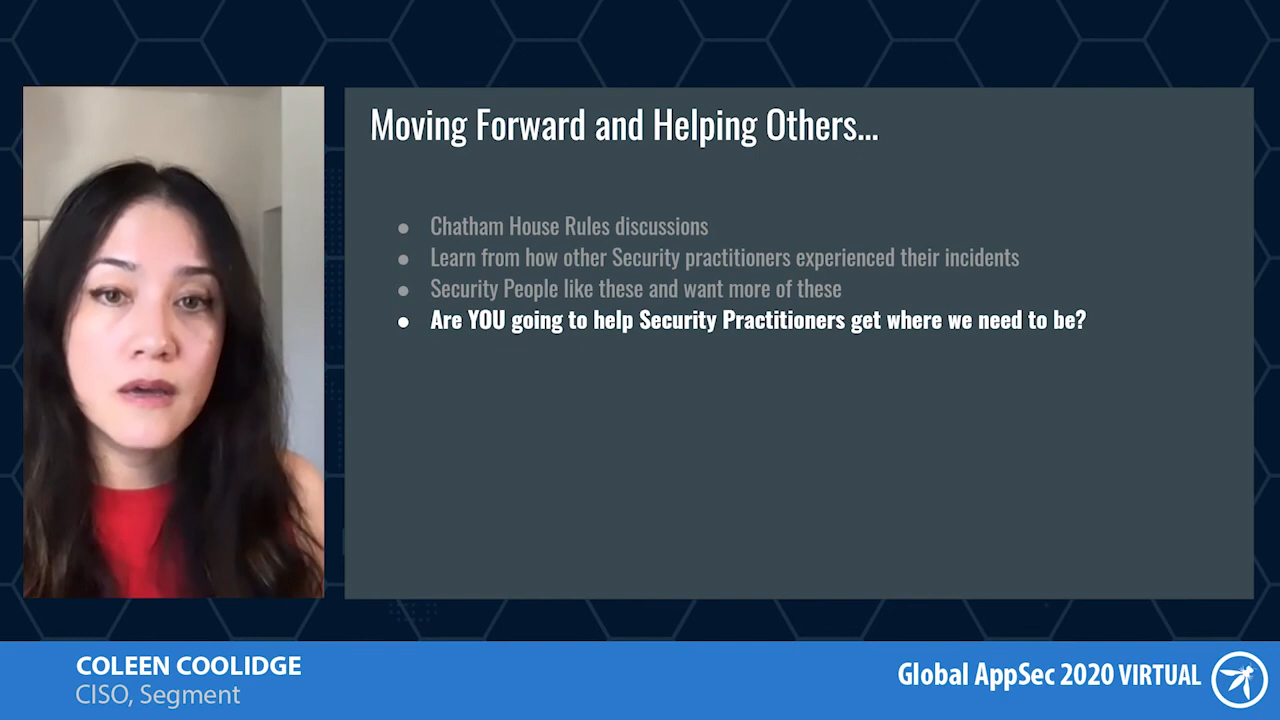 Moving Forward and Helping Others...
● Chatham House Rules discussions
● Learn from how other Security practitioners experienced their incidents
● Security People like these and want more of these
● Are YOU going to help Security Practitioners get where we need to be?
COLEEN COOLIDGE
CISO, Segment
Global AppSec 2020 VIRTUAL